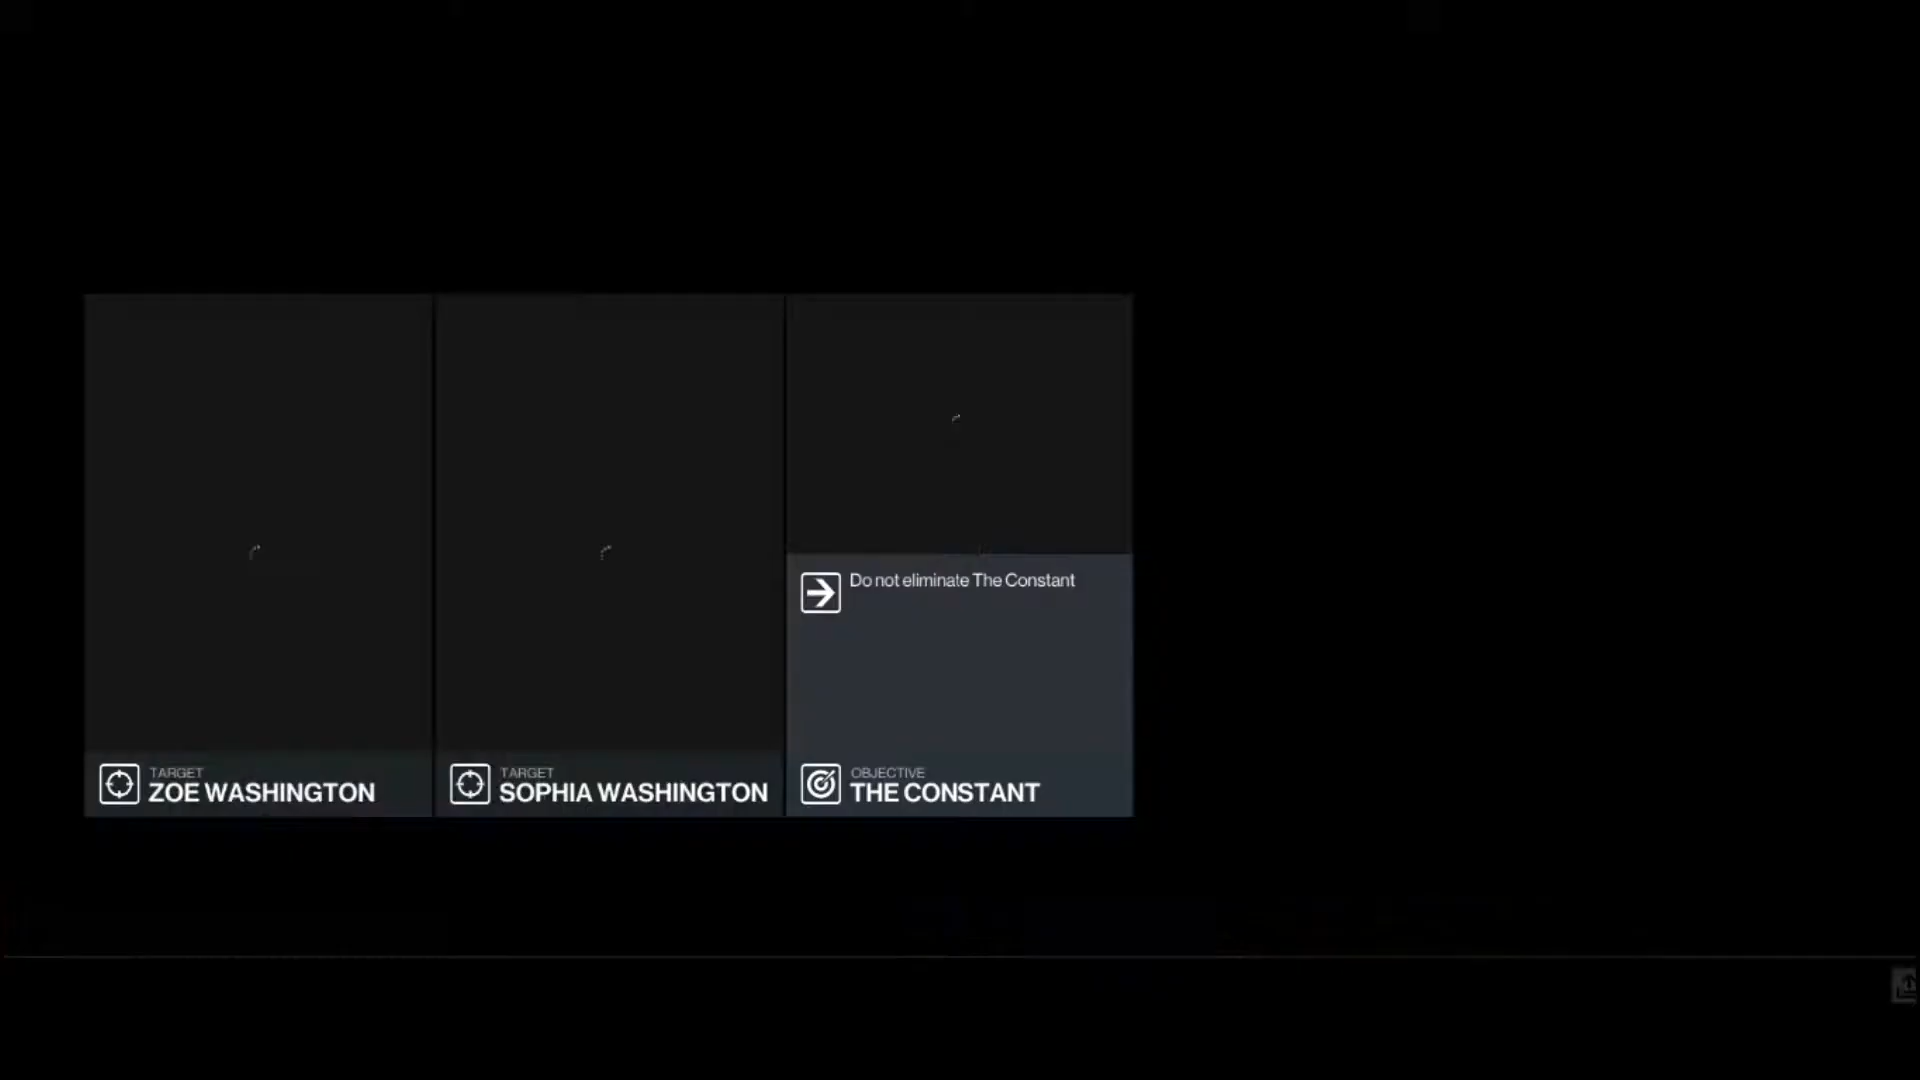 Do not eliminate The Constant
TARGET
ZOE WASHINGTON
TARGET
SOPHIA WASHINGTON
OBJECTIVE
THE CONSTANT